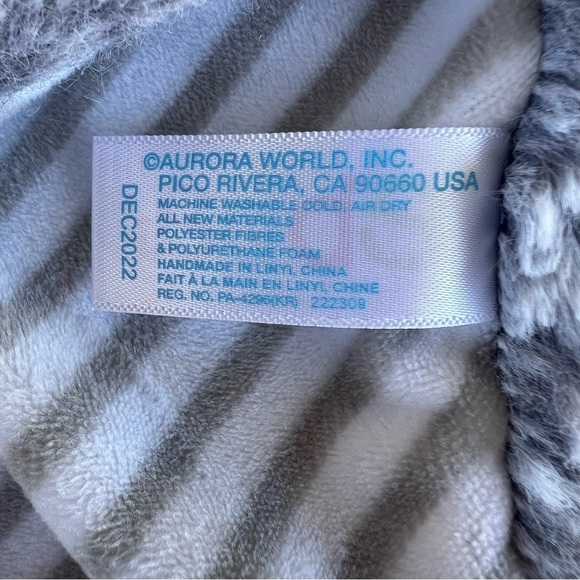 ©AURORA WORLD, INC.
PICO RIVERA, CA 90660 USA
MACHINE WASHABLE COLD. AIR DRY
ALL NEW MATERIALS
POLYESTER FIBRES
& POLYURETHANE FOAM
HANDMADE IN LINYI, CHINA
FAIT À LA MAIN EN LINYI, CHINE
REG. NO. PA-4296(KR) 222309
DEC2022